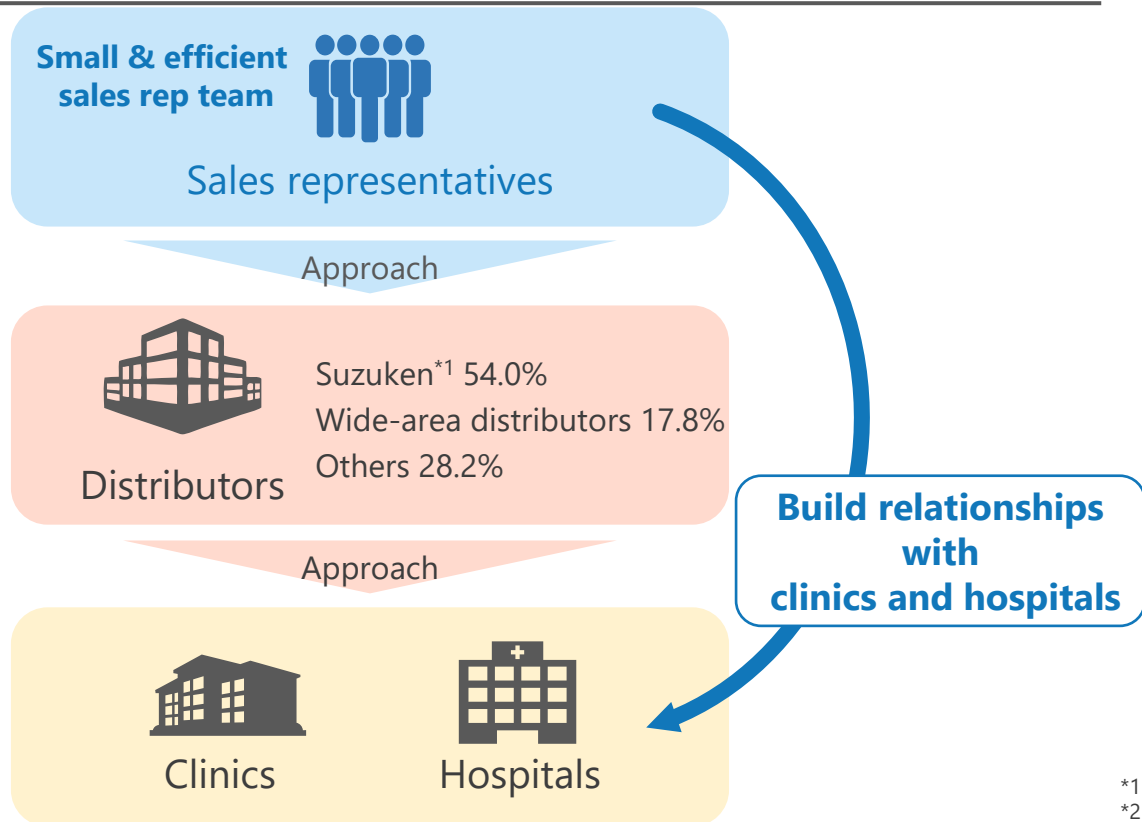 Small & efficient
sales rep team
Sales representatives
Approach
Suzuken*1 54.0%
Wide-area distributors 17.8%
Others 28.2%
Distributors
Build relationships
with
clinics and hospitals
Approach
Clinics
Hospitals
*1
*2